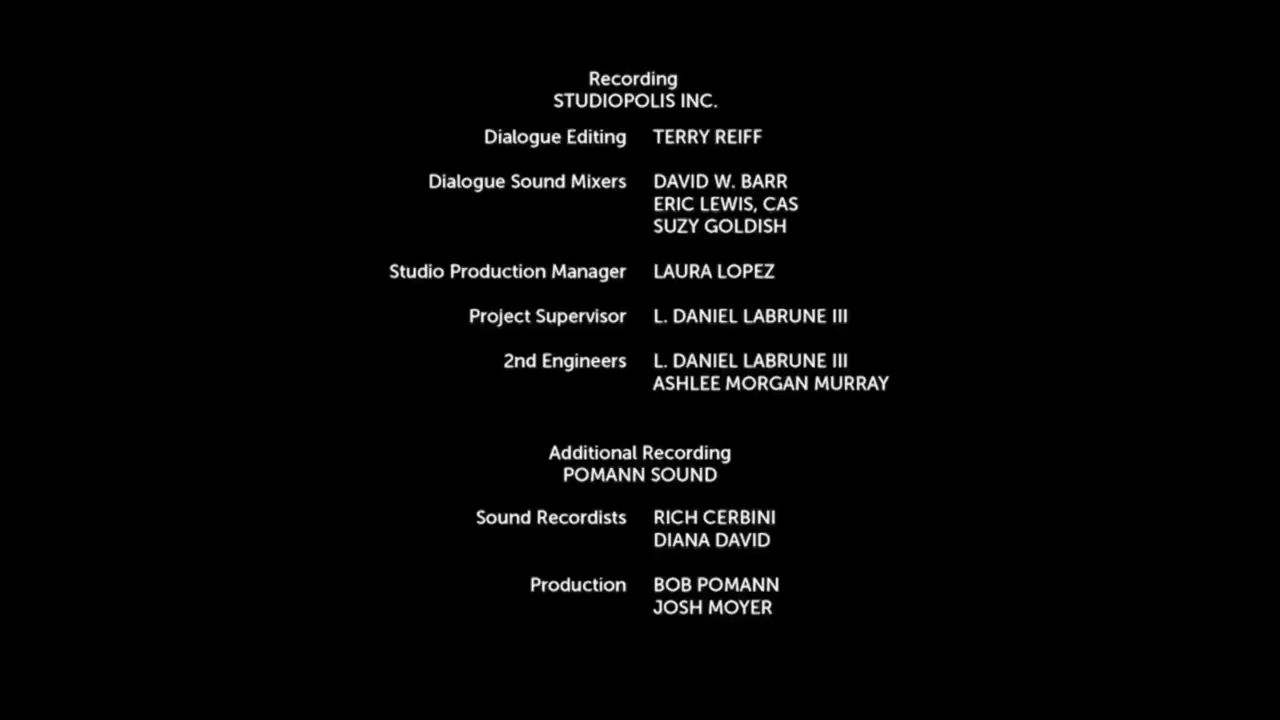 Recording
STUDIOPOLIS INC.
Dialogue Editing TERRY REIFF
Dialogue Sound Mixers DAVID W. BARR
ERIC LEWIS, CAS
SUZY GOLDISH
Studio Production Manager LAURA LOPEZ
Project Supervisor L. DANIEL LABRUNE III
2nd Engineers L. DANIEL LABRUNE III
ASHLEE MORGAN MURRAY
Additional Recording
POMANN SOUND
Sound Recordists RICH CERBINI
DIANA DAVID
Production BOB POMANN
JOSH MOYER